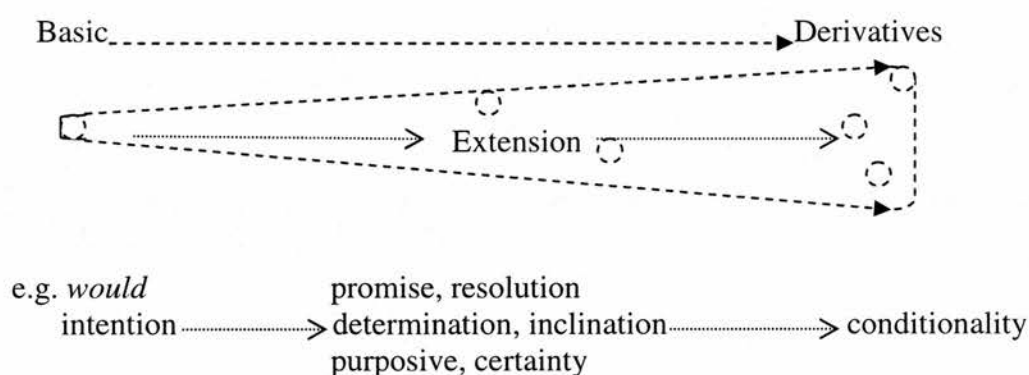 Basic Derivatives
Extension
e.g. would promise, resolution
intention determination, inclination conditionality
purposive, certainty